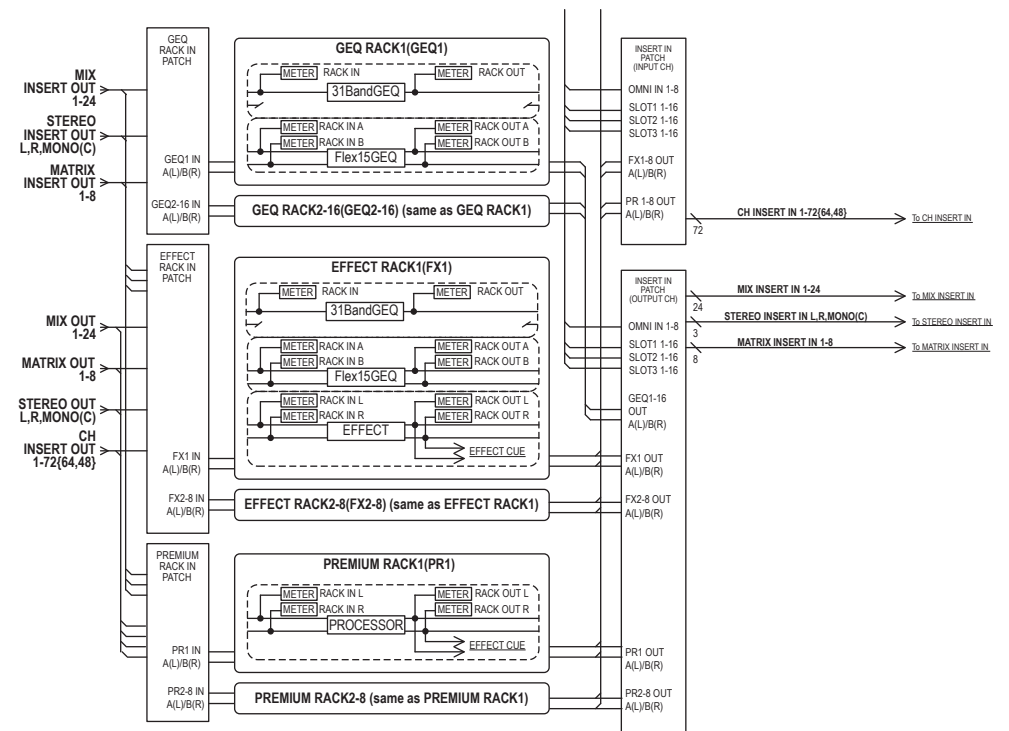 MIX
INSERT OUT
1-24
STEREO
INSERT OUT
L,R,MONO(C)
MATRIX
INSERT OUT
1-8
MIX OUT
1-24
MATRIX OUT
1-8
STEREO OUT
L,R,MONO(C)
CH
INSERT OUT
1-72{64,48}
GEQ
RACK IN
PATCH
GEQ1 IN
A(L)/B(R)
GEQ2-16 IN
A(L)/B(R)
EFFECT
RACK IN
PATCH
FX1 IN
A(L)/B(R)
FX2-8 IN
A(L)/B(R)
PREMIUM
RACK IN
PATCH
PR1 IN
A(L)/B(R)
PR2-8 IN
A(L)/B(R)
GEQ RACK1(GEQ1)
METER RACK IN METER RACK OUT
31BandGEQ
METER RACK IN A METER RACK OUT A
METER RACK IN B METER RACK OUT B
Flex15GEQ
GEQ RACK2-16(GEQ2-16) (same as GEQ RACK1)
EFFECT RACK1(FX1)
METER RACK IN METER RACK OUT
31BandGEQ
METER RACK IN A METER RACK OUT A
METER RACK IN B METER RACK OUT B
Flex15GEQ
METER RACK IN L METER RACK OUT L
METER RACK IN R METER RACK OUT R
EFFECT
EFFECT CUE
EFFECT RACK2-8(FX2-8) (same as EFFECT RACK1)
PREMIUM RACK1(PR1)
METER RACK IN L METER RACK OUT L
METER RACK IN R METER RACK OUT R
PROCESSOR
EFFECT CUE
PREMIUM RACK2-8 (same as PREMIUM RACK1)
INSERT IN
PATCH
(INPUT CH)
OMNI IN 1-8
SLOT1 1-16
SLOT2 1-16
SLOT3 1-16
FX1-8 OUT
A(L)/B(R)
PR 1-8 OUT
A(L)/B(R)
CH INSERT IN 1-72{64,48}
72
To CH INSERT IN
INSERT IN
PATCH
(OUTPUT CH)
OMNI IN 1-8
SLOT1 1-16
SLOT2 1-16
SLOT3 1-16
GEQ1-16
OUT
A(L)/B(R)
FX1 OUT
A(L)/B(R)
FX2-8 OUT
A(L)/B(R)
PR1 OUT
A(L)/B(R)
PR2-8 OUT
A(L)/B(R)
MIX INSERT IN 1-24
24
To MIX INSERT IN
STEREO INSERT IN L,R,MONO(C)
3
To STEREO INSERT IN
MATRIX INSERT IN 1-8
8
To MATRIX INSERT IN